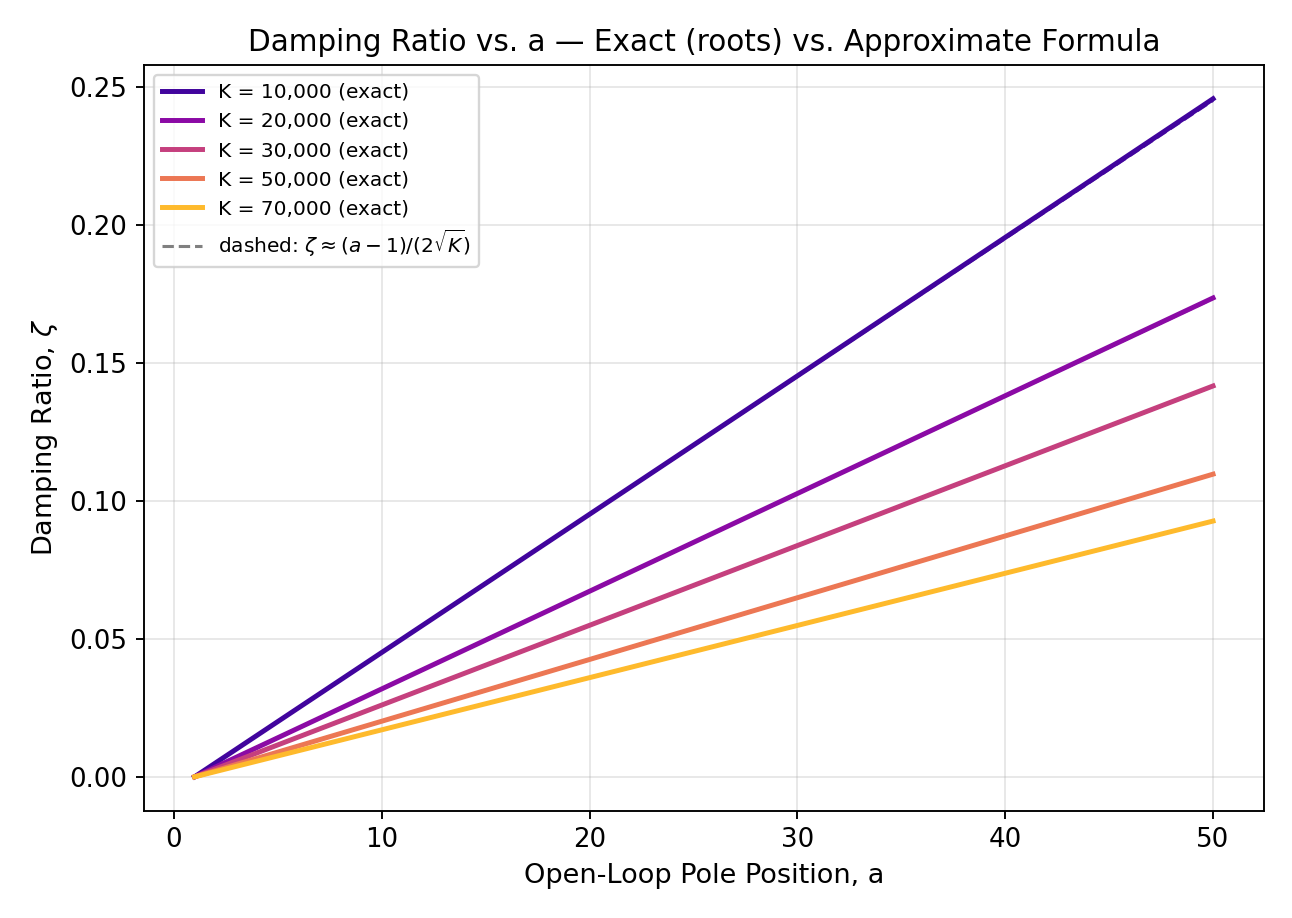 Damping Ratio vs. a — Exact (roots) vs. Approximate Formula
K = 10,000 (exact)
K = 20,000 (exact)
K = 30,000 (exact)
K = 50,000 (exact)
K = 70,000 (exact)
dashed: ζ ≈ (a − 1)/(2√K)
Damping Ratio, ζ
0.25
0.20
0.15
0.10
0.05
0.00
0 10 20 30 40 50
Open-Loop Pole Position, a